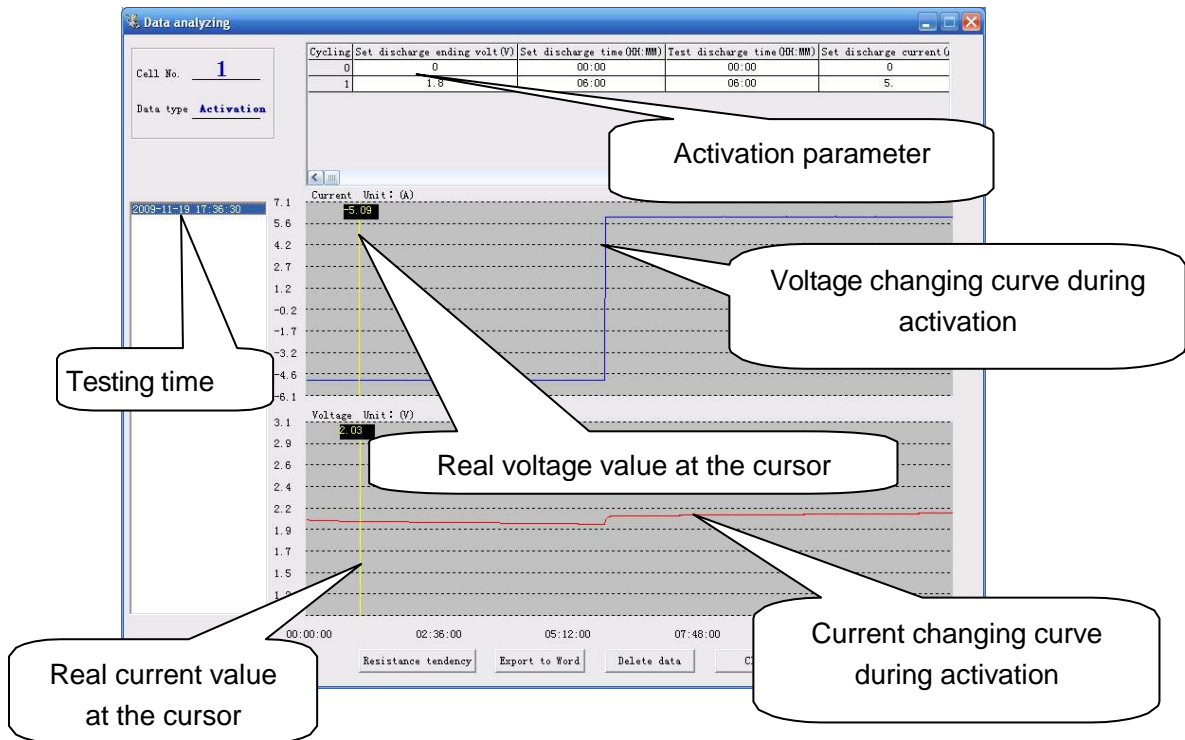 Data analyzing
Cell No. 1
Data type Activation
Cycling Set discharge ending volt(V) Set discharge time(HH:MM) Test discharge time(HH:MM) Set discharge current(
0 0 00:00 00:00 0
1 1.8 06:00 06:00 5.
Activation parameter
2009-11-19 17:36:30
Current Unit: (A)
-5.09
7.1
5.6
4.2
2.7
1.2
-0.2
-1.7
-3.2
-4.6
-6.1
Voltage changing curve during
activation
Testing time
Voltage Unit: (V)
2.03
Real voltage value at the cursor
3.1
2.9
2.6
2.4
2.2
1.9
1.7
1.5
00:00:00 02:36:00 05:12:00 07:48:00
Current changing curve
during activation
Real current value
at the cursor
Resistance tendency Export to Word Delete data